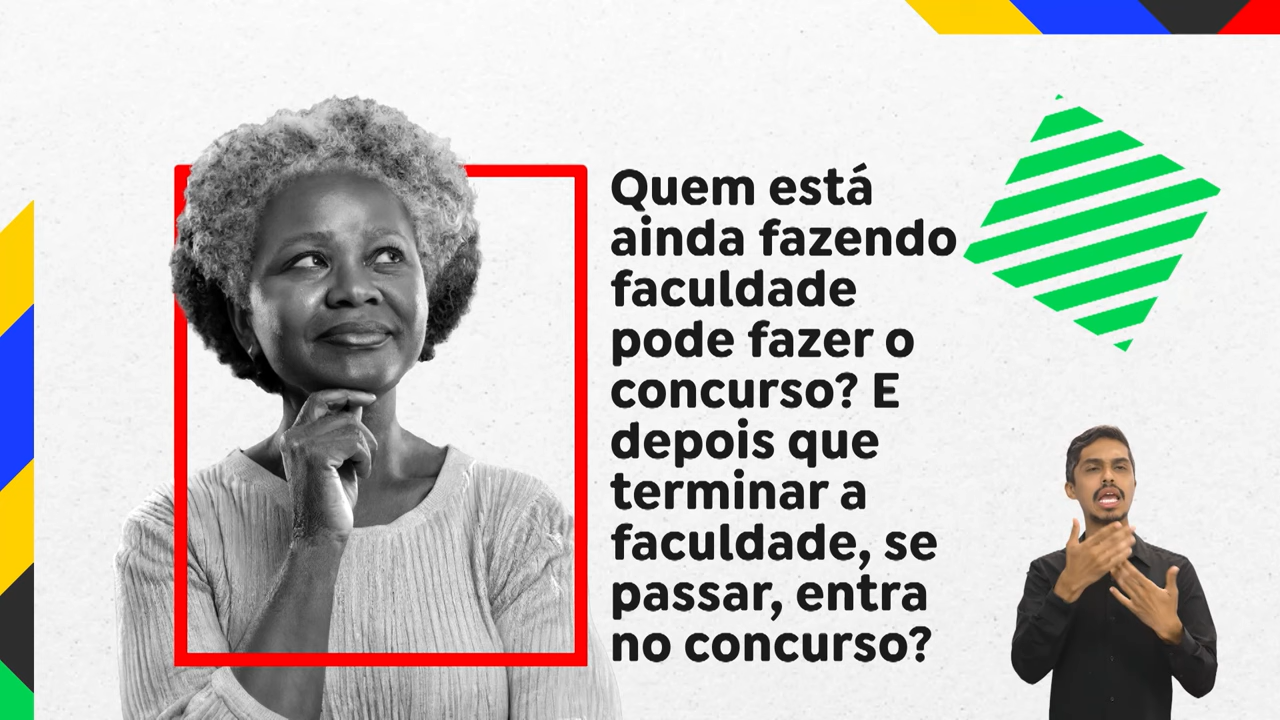 Quem está
ainda fazendo
faculdade
pode fazer o
concurso? E
depois que
terminar a
faculdade, se
passar, entra
no concurso?